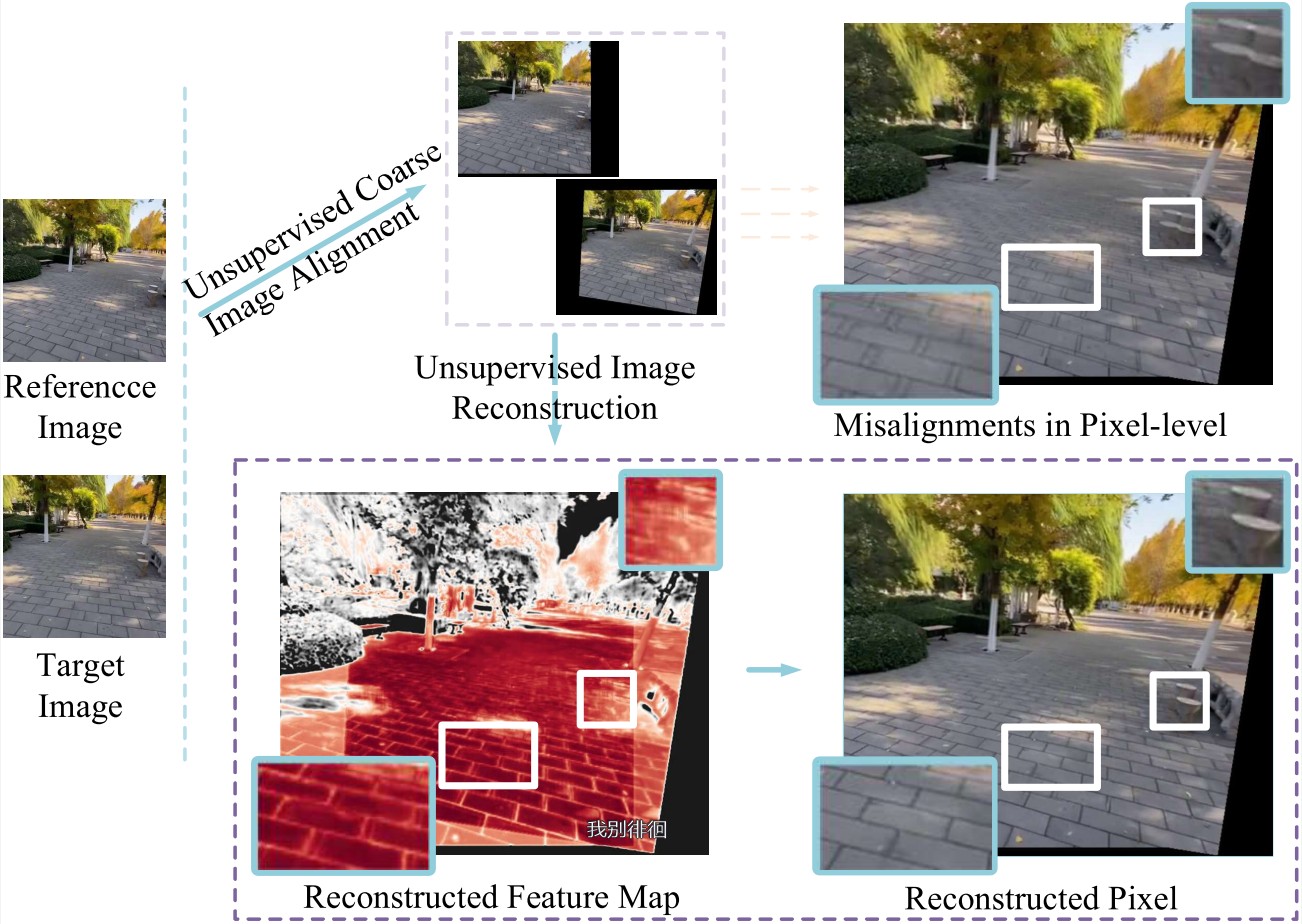 Unsupervised Coarse
Image Alignment
Referencce
Image
Target
Image
Unsupervised Image
Reconstruction
Misalignments in Pixel-level
我别徘徊
Reconstructed Feature Map
Reconstructed Pixel